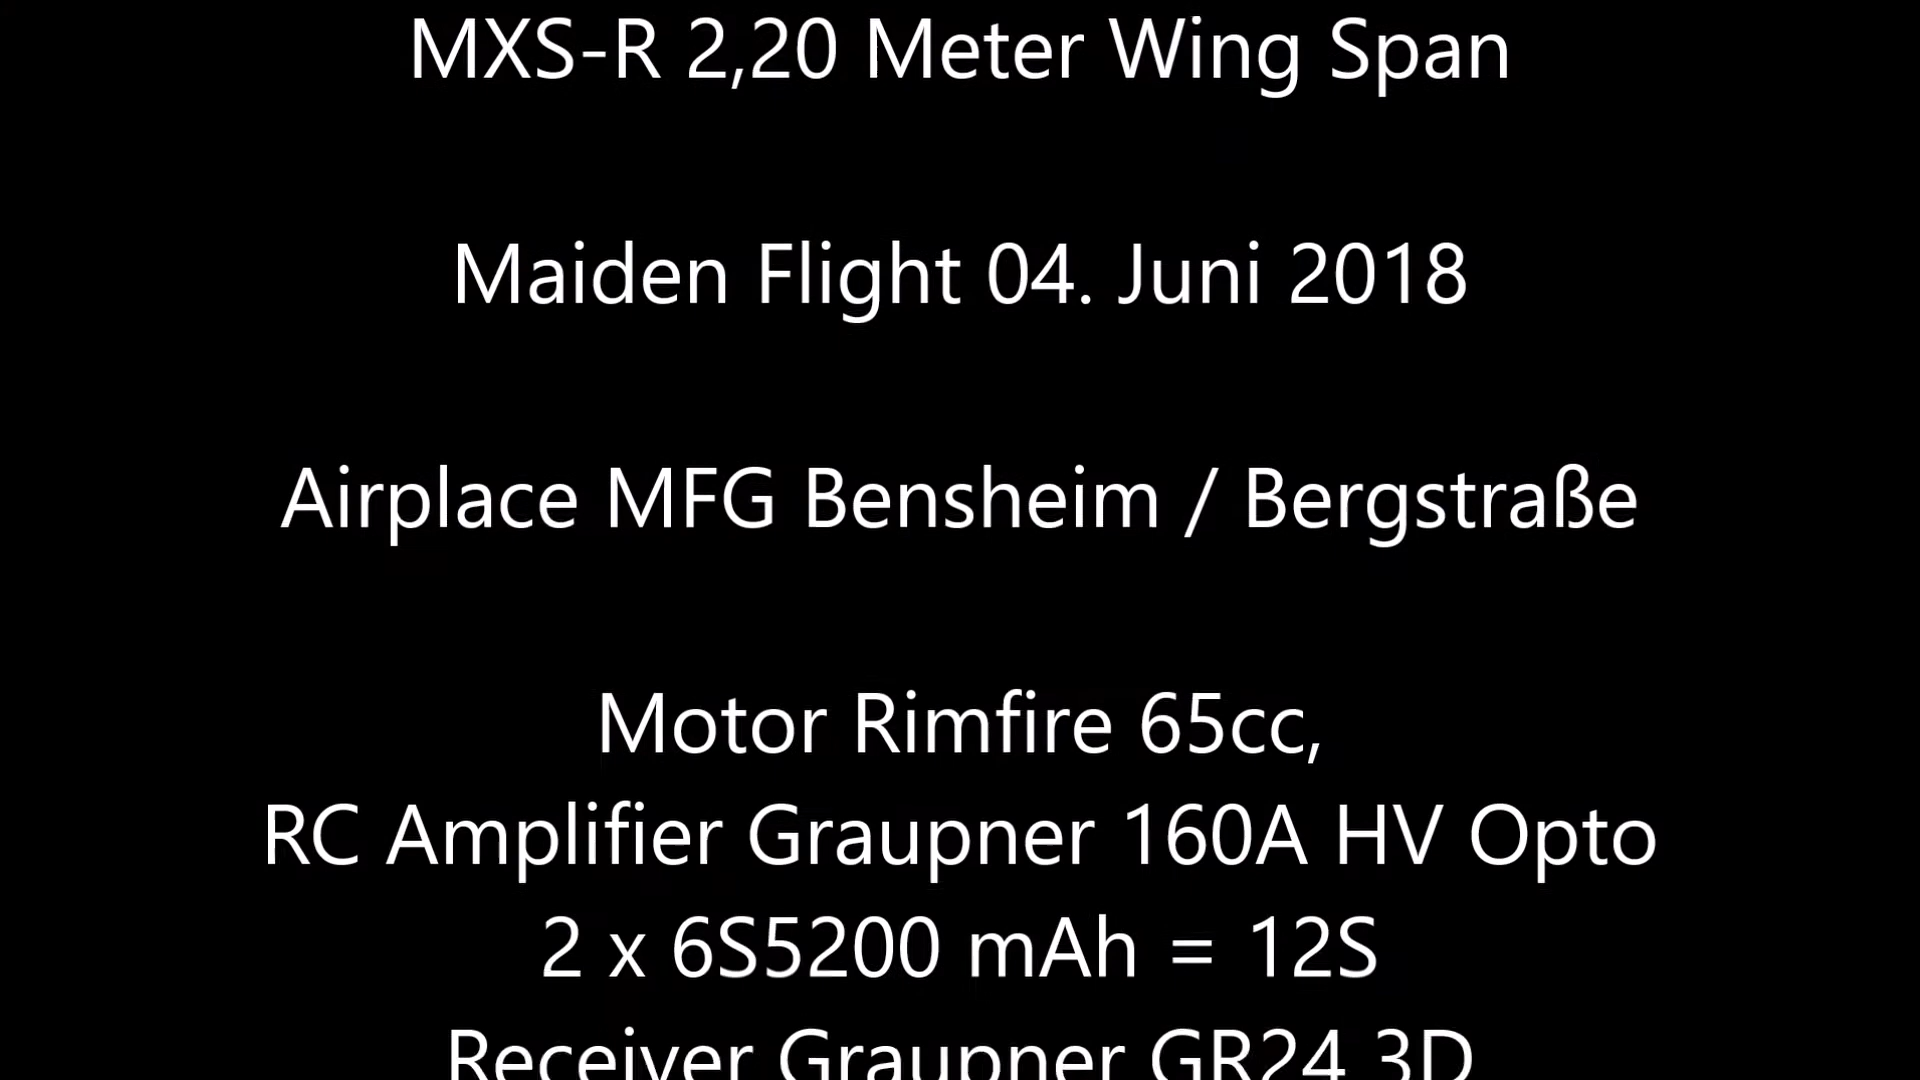 MXS-R 2,20 Meter Wing Span
Maiden Flight 04. Juni 2018
Airplace MFG Bensheim / Bergstraße
Motor Rimfire 65cc,
RC Amplifier Graupner 160A HV Opto
2 x 6S5200 mAh = 12S
Receiver Graupner GR24 3D